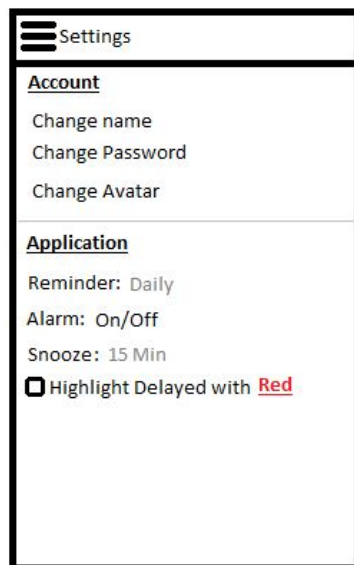 Settings
Account
Change name
Change Password
Change Avatar
Application
Reminder: Daily
Alarm: On/Off
Snooze: 15 Min
Highlight Delayed with Red